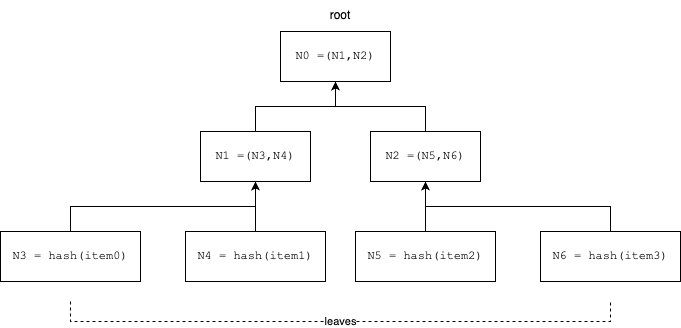 root
N0 =(N1,N2)
N1 =(N3,N4)
N2 =(N5,N6)
N3 = hash(item0)
N4 = hash(item1)
N5 = hash(item2)
N6 = hash(item3)
leaves